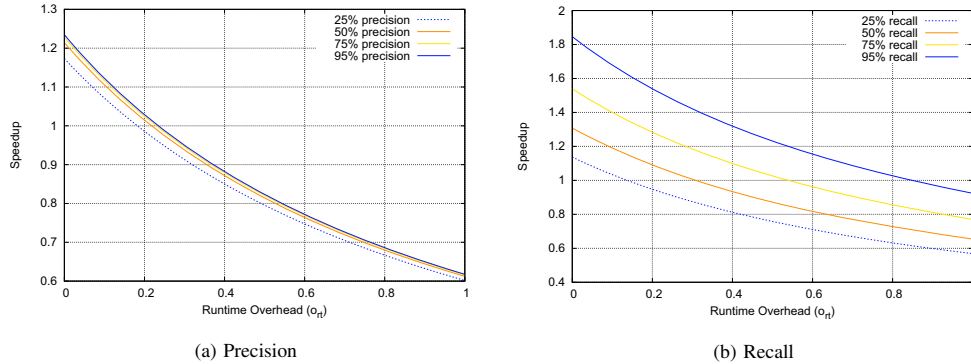 25% precision
50% precision
75% precision
95% precision
1.3
1.2
1.1
1
0.9
0.8
0.7
0.6
Speedup
0 0.2 0.4 0.6 0.8 1
Runtime Overhead (ort)
(a) Precision
25% recall
50% recall
75% recall
95% recall
2
1.8
1.6
1.4
1.2
1
0.8
0.6
0.4
Speedup
0 0.2 0.4 0.6 0.8
Runtime Overhead (ort)
(b) Recall